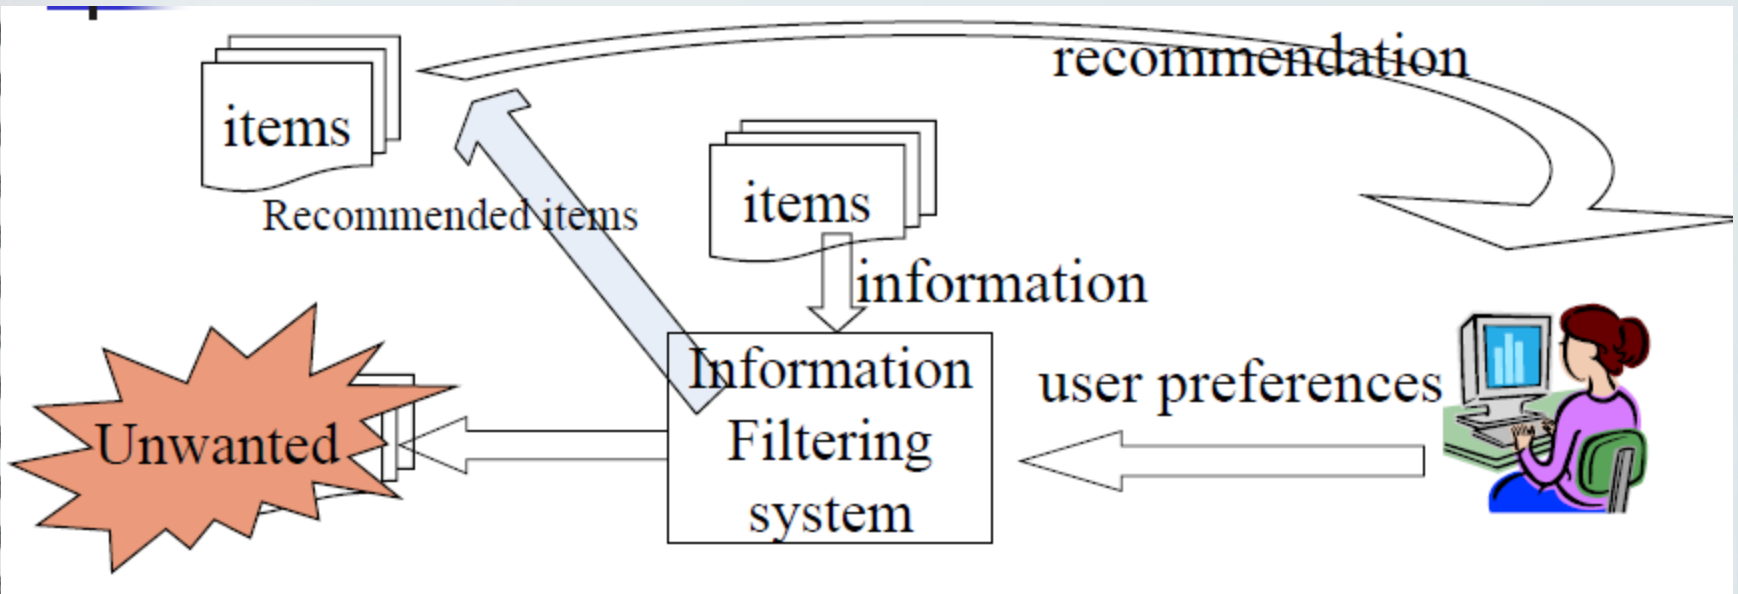 recommendation
items
items
Recommended items
information
Information
Filtering
system
user preferences
Unwanted